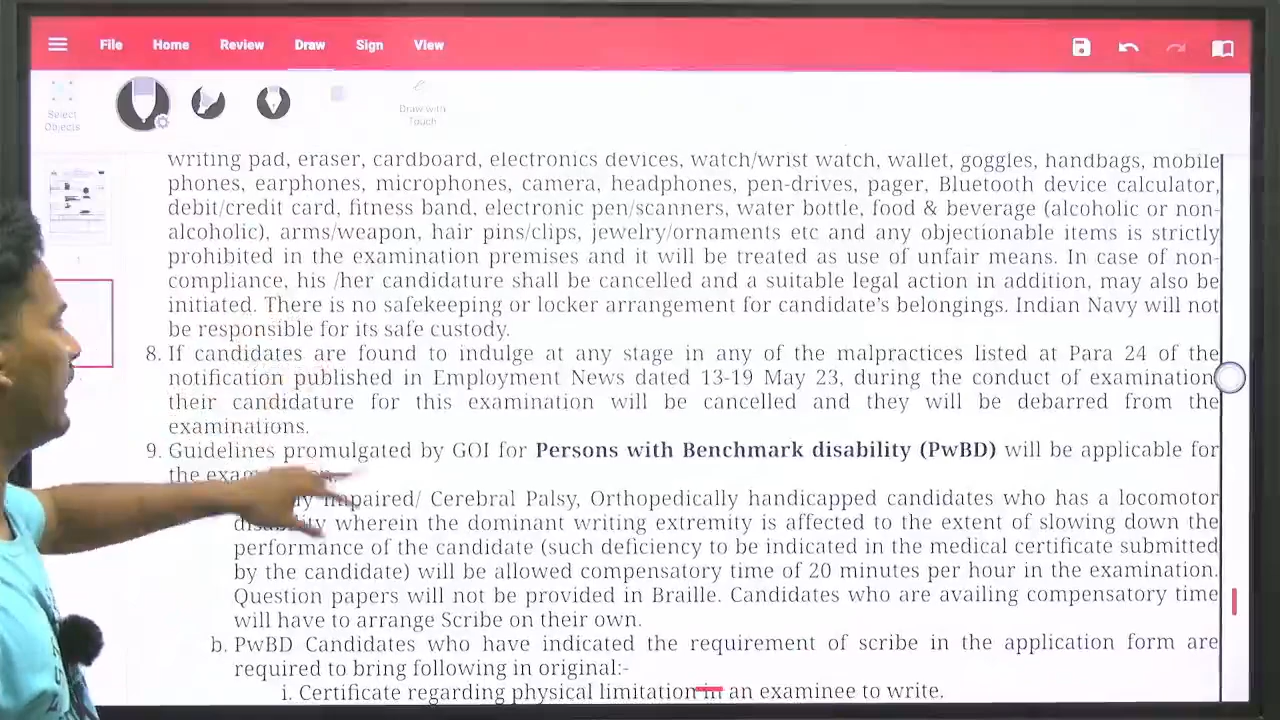 File Home Review Draw Sign View
Select Objects
Draw with Touch
writing pad, eraser, cardboard, electronics devices, watch/wrist watch, wallet, goggles, handbags, mobile
phones, earphones, microphones, camera, headphones, pen-drives, pager, Bluetooth device calculator,
debit/credit card, fitness band, electronic pen/scanners, water bottle, food & beverage (alcoholic or non-
alcoholic), arms/weapon, hair pins/clips, jewelry/ornaments etc and any objectionable items is strictly
prohibited in the examination premises and it will be treated as use of unfair means. In case of non-
compliance, his /her candidature shall be cancelled and a suitable legal action in addition, may also be
initiated. There is no safekeeping or locker arrangement for candidate's belongings. Indian Navy will not
be responsible for its safe custody.
8. If candidates are found to indulge at any stage in any of the malpractices listed at Para 24 of the
notification published in Employment News dated 13-19 May 23, during the conduct of examination
their candidature for this examination will be cancelled and they will be debarred from the
examinations.
9. Guidelines promulgated by GOI for Persons with Benchmark disability (PwBD) will be applicable for
the
impaired/ Cerebral Palsy, Orthopedically handicapped candidates who has a locomotor
disability wherein the dominant writing extremity is affected to the extent of slowing down the
performance of the candidate (such deficiency to be indicated in the medical certificate submitted
by the candidate) will be allowed compensatory time of 20 minutes per hour in the examination.
Question papers will not be provided in Braille. Candidates who are availing compensatory time
will have to arrange Scribe on their own.
b. PwBD Candidates who have indicated the requirement of scribe in the application form are
required to bring following in original:-
i. Certificate regarding physical limitation in an examinee to write.